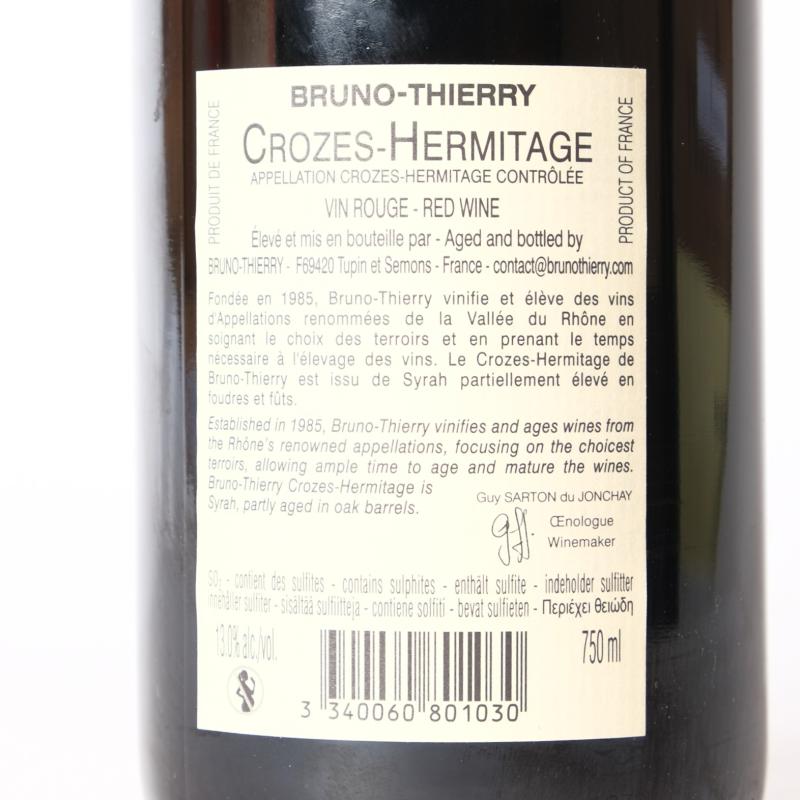 BRUNO-THIERRY
CROZES-HERMITAGE
APPELLATION CROZES-HERMITAGE CONTRÔLÉE
VIN ROUGE - RED WINE
Élevé et mis en bouteille par - Aged and bottled by
BRUNO-THIERRY - F69420 Tupin et Semons - France - contact@brunothierry.com
PRODUIT DE FRANCE
PRODUCT OF FRANCE
Fondée en 1985, Bruno-Thierry vinifie et élève des vins
d'Appellations renommées de la Vallée du Rhône en
soignant le choix des terroirs et en prenant le temps
nécessaire à l'élevage des vins. Le Crozes-Hermitage de
Bruno-Thierry est issu de Syrah partiellement élevé en
foudres et fûts.
Established in 1985, Bruno-Thierry vinifies and ages wines from
the Rhône's renowned appellations, focusing on the choicest
terroirs, allowing ample time to age and mature the wines.
Bruno-Thierry Crozes-Hermitage is
Syrah, partly aged in oak barrels.
Guy SARTON du JONCHAY
Œnologue
Winemaker
SO₂ - contient des sulfites - contains sulphites - enthält sulfite - indeholder sulfitter
innehåller sulfiter - sisältää sulfiitteja - contiene solfiti - bevat sulfieten - Περιέχει θειώδη
13.0% alc./vol.
750 ml
3 340060 801030